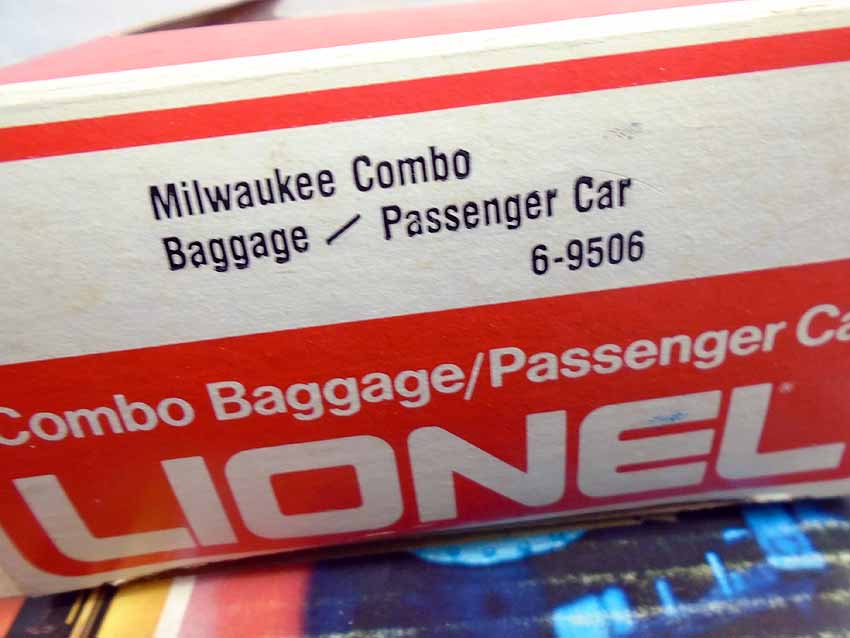 Milwaukee Combo
Baggage / Passenger Car
6-9506
Combo Baggage/Passenger
LIONEL